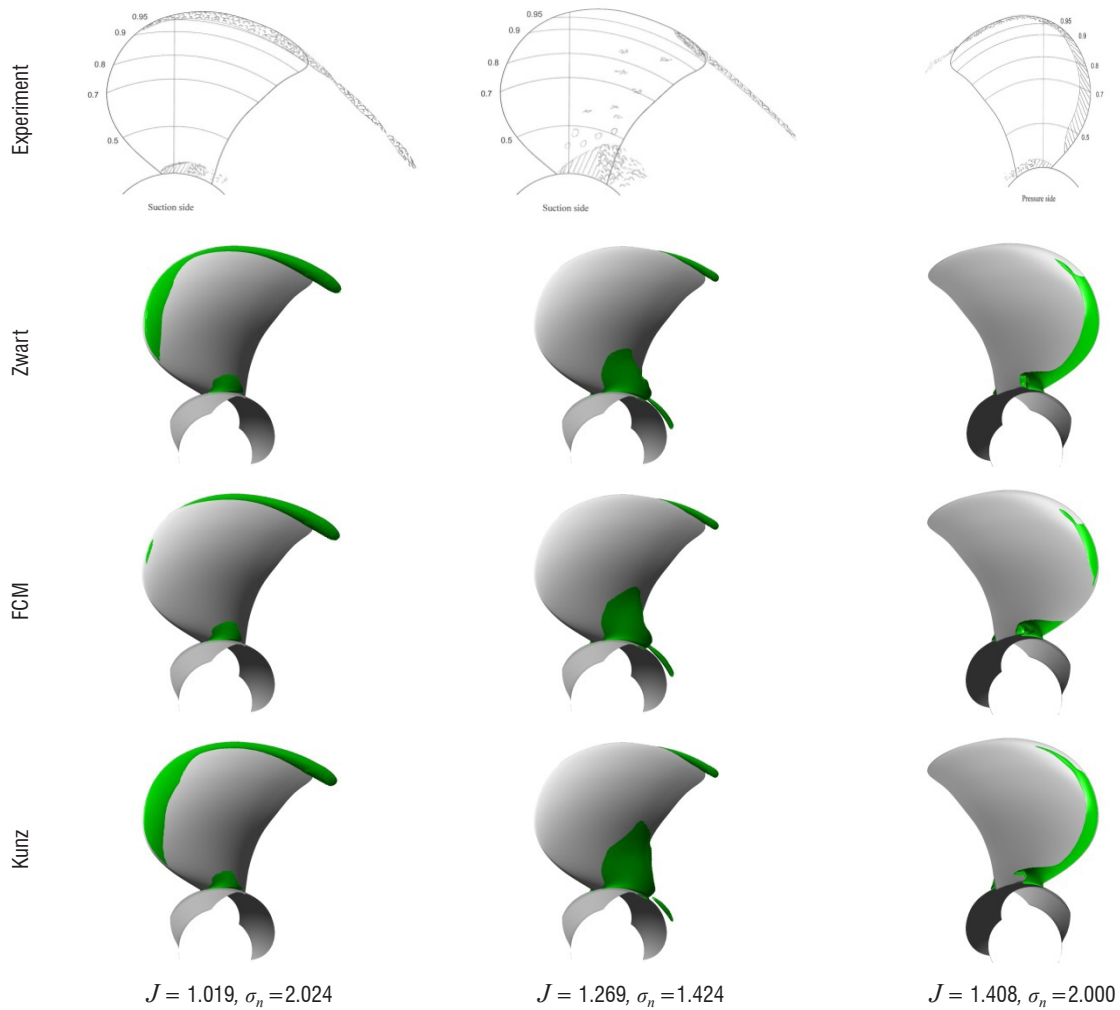 Experiment
0.95
0.9
0.8
0.7
0.5
Suction side
0.95
0.9
0.8
0.7
0.5
Suction side
0.95
0.9
0.8
0.7
0.5
Pressure side
Zwart
FCM
Kunz
J = 1.019, σn =2.024
J = 1.269, σn =1.424
J = 1.408, σn =2.000